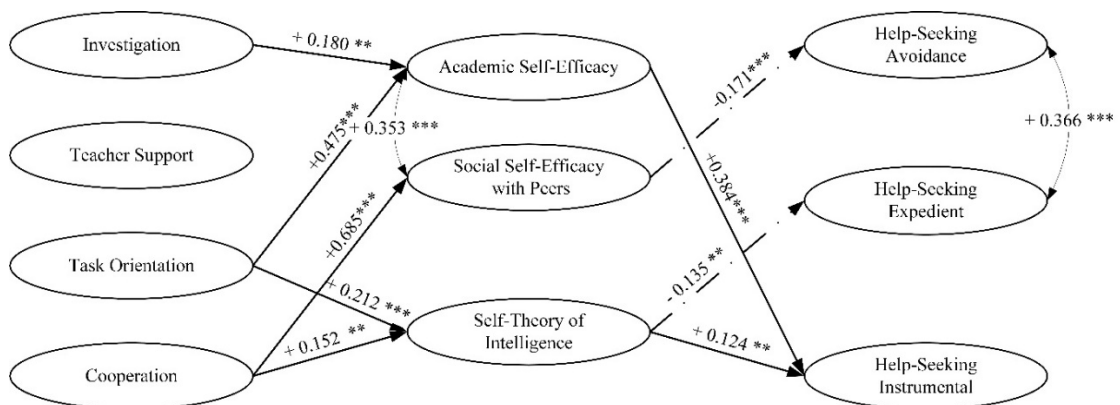 Investigation
+ 0.180 **
Academic Self-Efficacy
Help-Seeking
Avoidance
-0.171***
+0.475***
+ 0.353 ***
+ 0.366 ***
Teacher Support
Social Self-Efficacy
with Peers
+0.384***
Help-Seeking
Expedient
+0.685***
Task Orientation
- 0.135 **
+ 0.212 ***
Self-Theory of
Intelligence
+ 0.152 **
+ 0.124 **
Cooperation
Help-Seeking
Instrumental